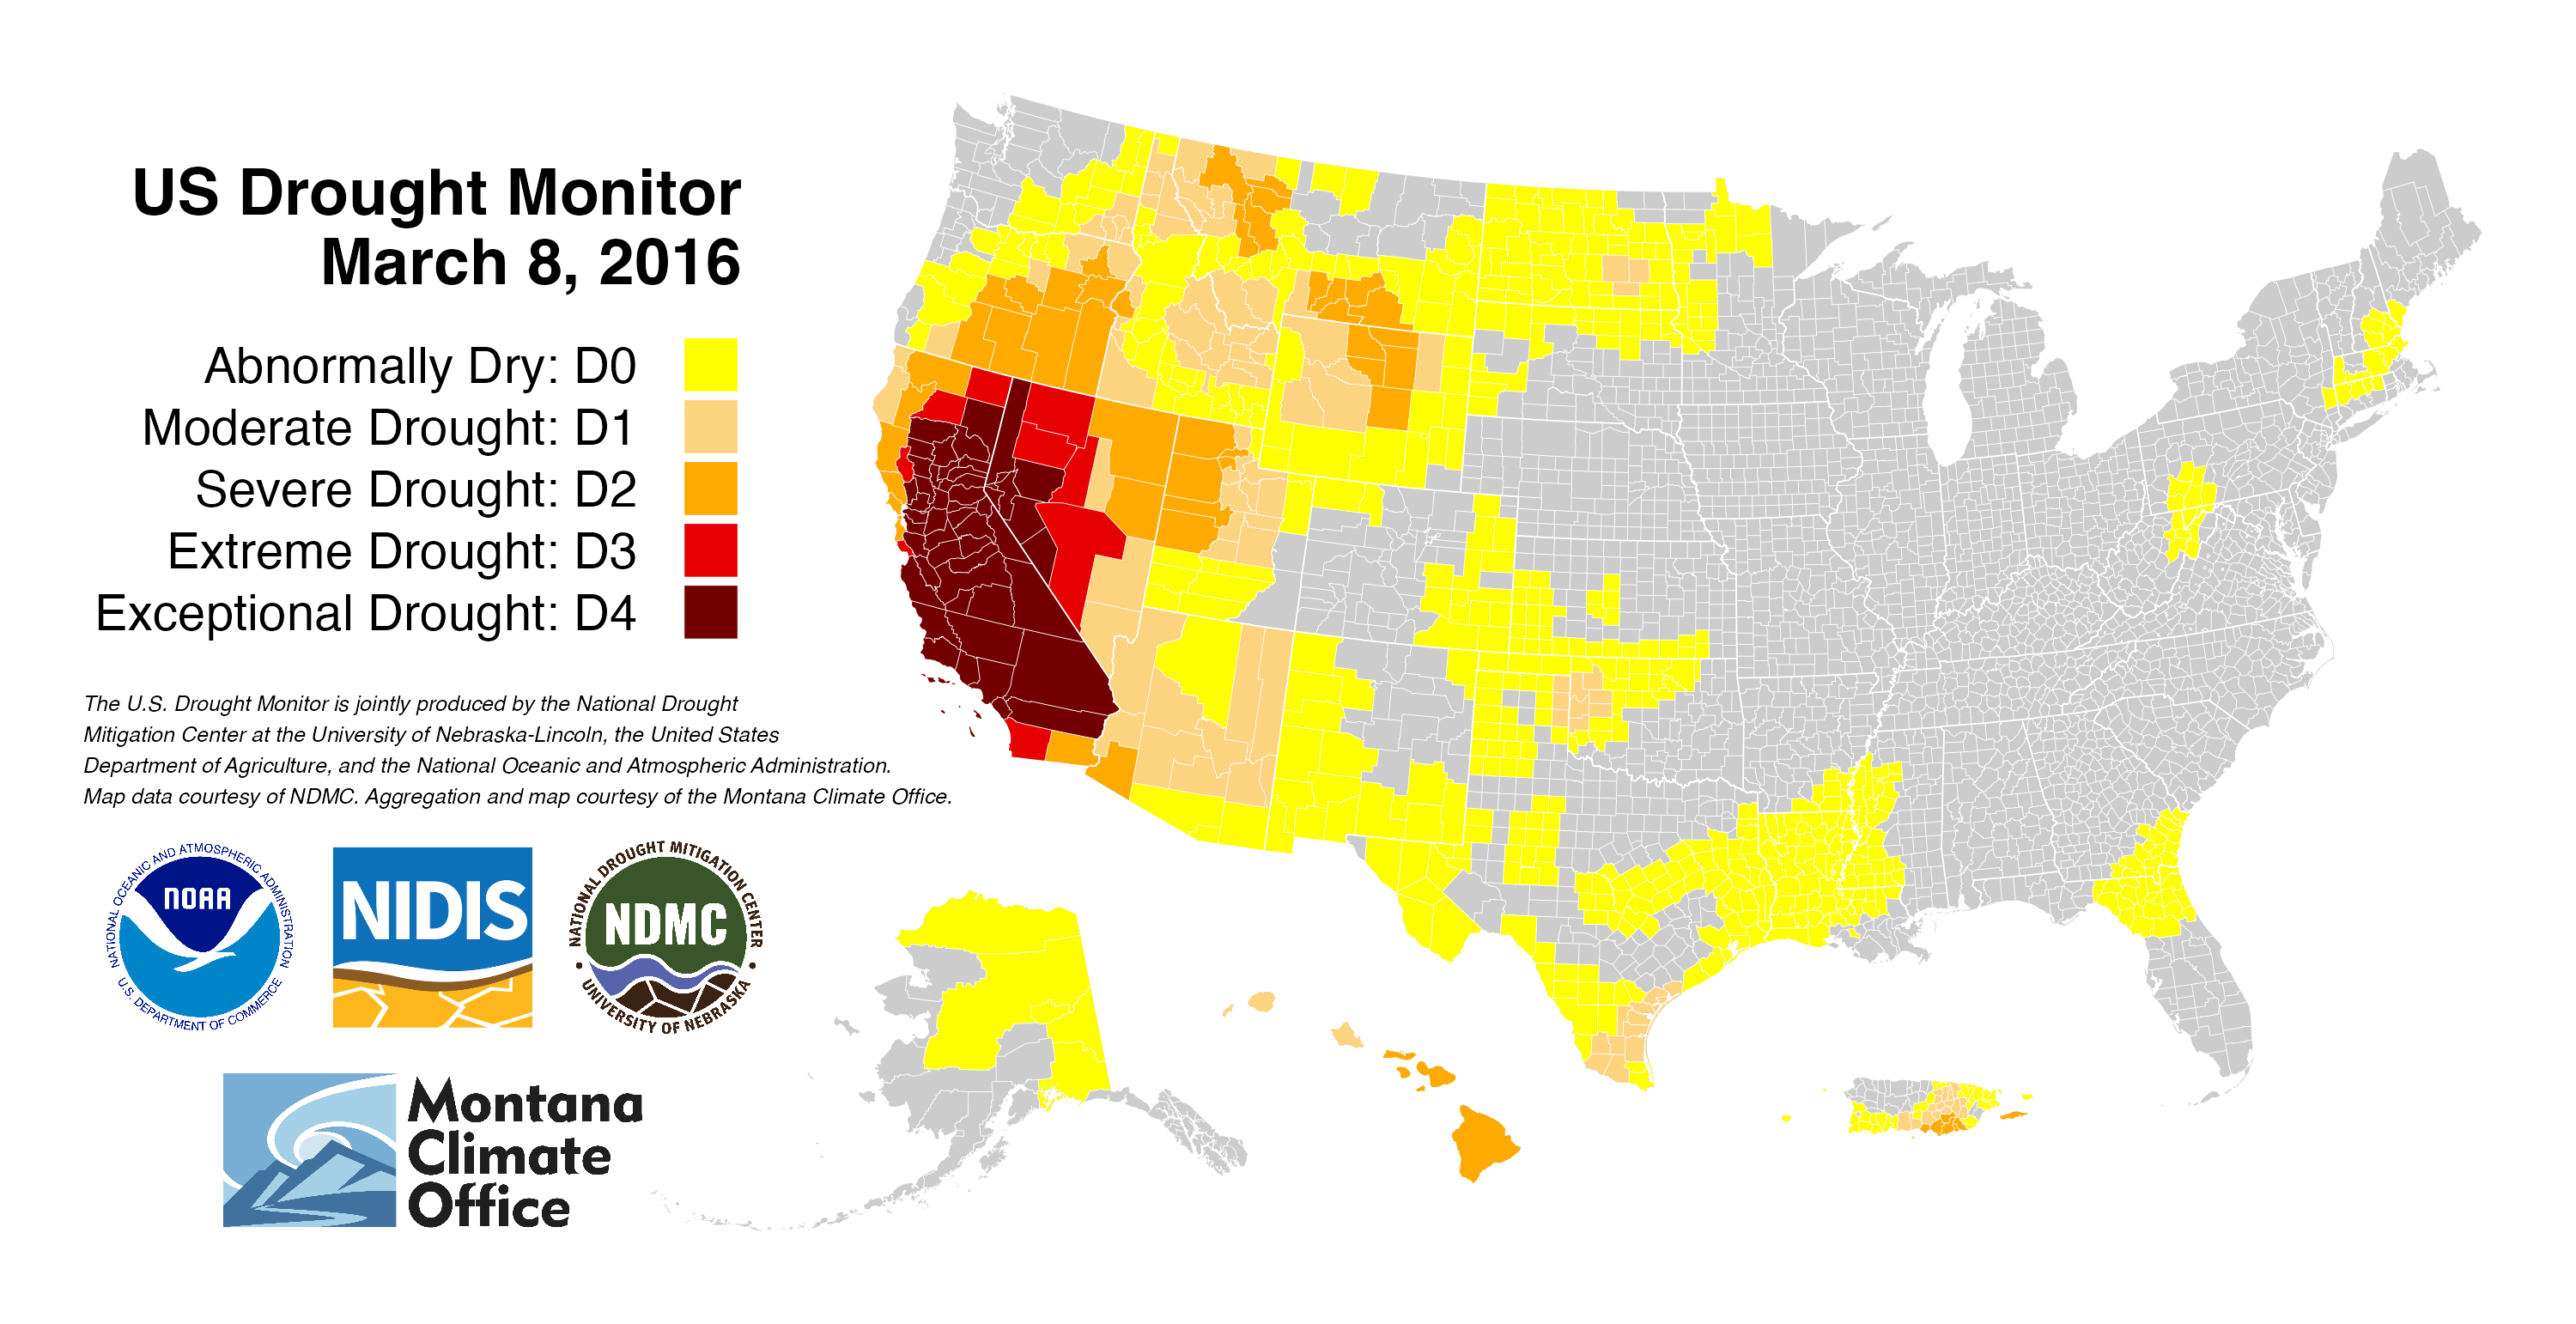 US Drought Monitor
March 8, 2016
Abnormally Dry: D0
Moderate Drought: D1
Severe Drought: D2
Extreme Drought: D3
Exceptional Drought: D4
The U.S. Drought Monitor is jointly produced by the National Drought
Mitigation Center at the University of Nebraska-Lincoln, the United States
Department of Agriculture, and the National Oceanic and Atmospheric Administration.
Map data courtesy of NDMC. Aggregation and map courtesy of the Montana Climate Office.
NATIONAL OCEANIC AND ATMOSPHERIC ADMINISTRATION
NOAA
U.S. DEPARTMENT OF COMMERCE
NIDIS
NATIONAL DROUGHT MITIGATION CENTER
NDMC
UNIVERSITY OF NEBRASKA
Montana
Climate
Office